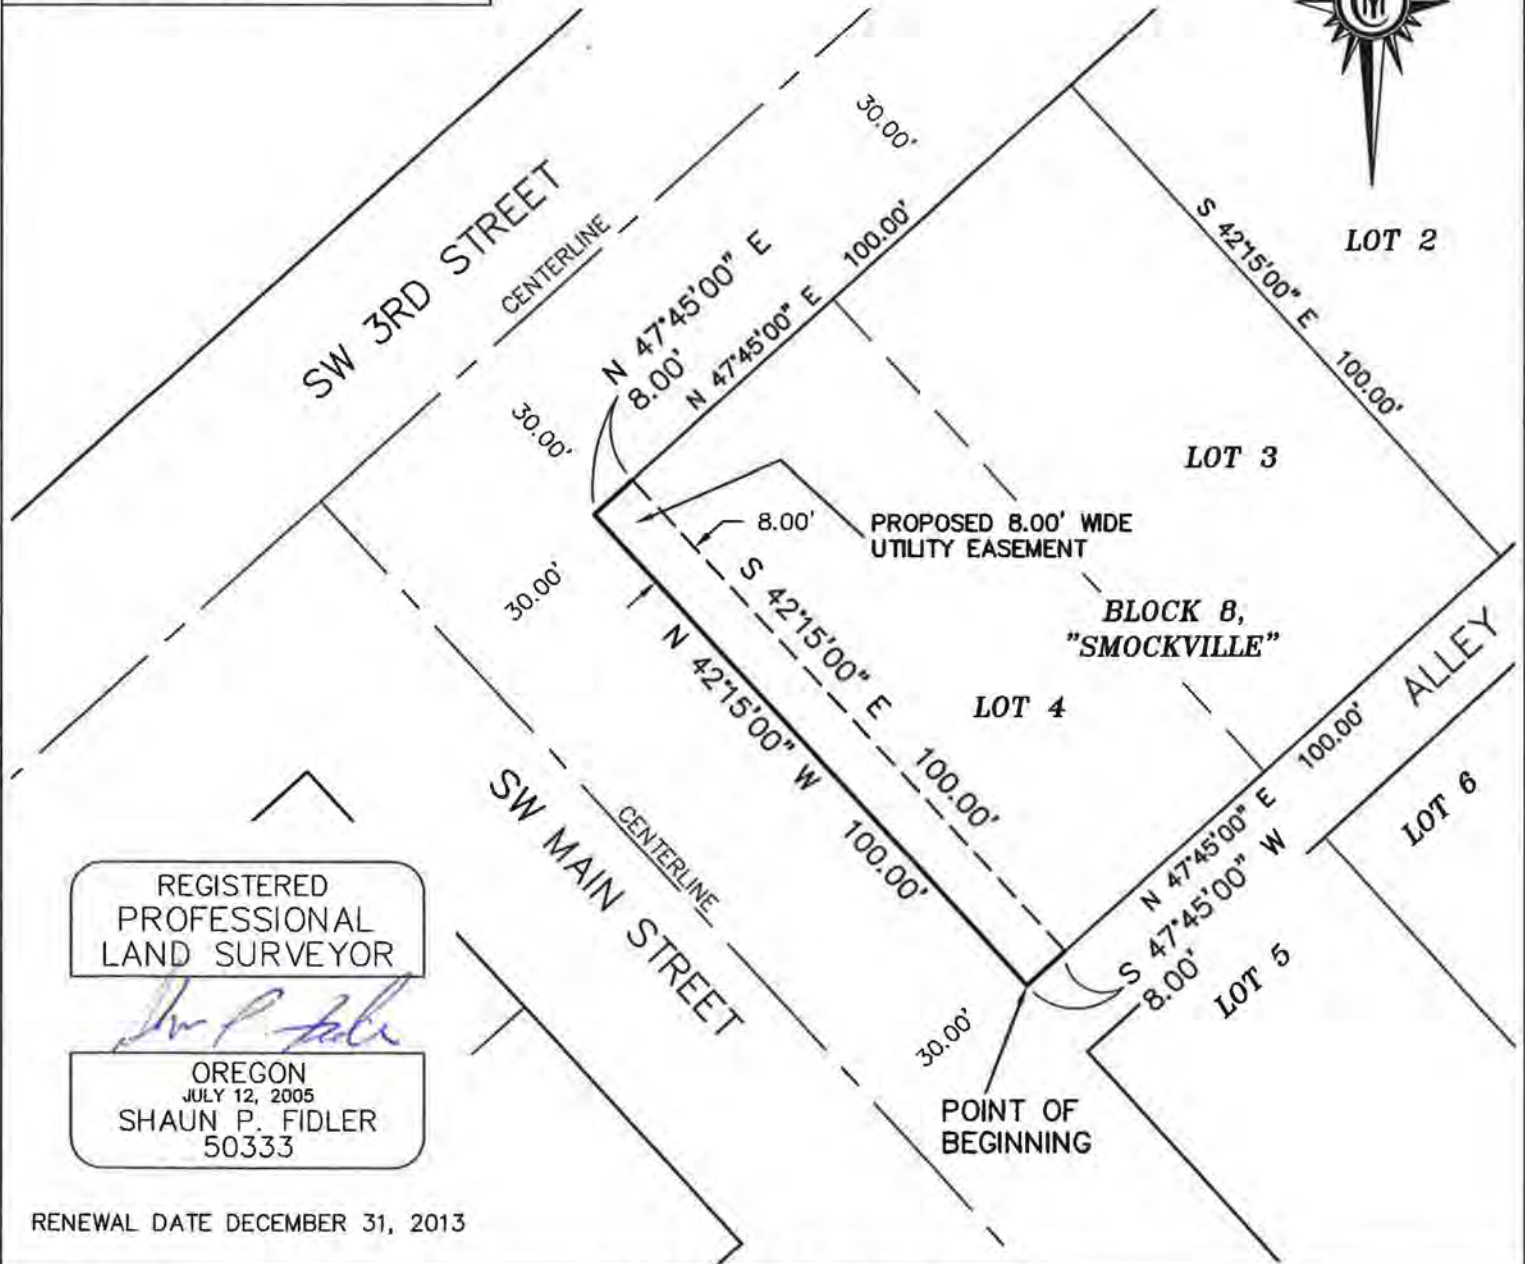 30.00'
SW 3RD STREET
CENTERLINE
N 47°45'00" E
8.00'
N 47°45'00" E 100.00'
S 42°15'00" E 100.00'
LOT 2
30.00'
LOT 3
8.00'
PROPOSED 8.00' WIDE
UTILITY EASEMENT
30.00'
S 42°15'00" E 100.00'
BLOCK 8,
"SMOCKVILLE"
ALLEY
N 42°15'00" W 100.00'
LOT 4
SW MAIN STREET
CENTERLINE
N 47°45'00" E 100.00'
S 47°45'00" W
8.00'
LOT 6
LOT 5
30.00'
POINT OF
BEGINNING
REGISTERED
PROFESSIONAL
LAND SURVEYOR
OREGON
JULY 12, 2005
SHAUN P. FIDLER
50333
RENEWAL DATE DECEMBER 31, 2013